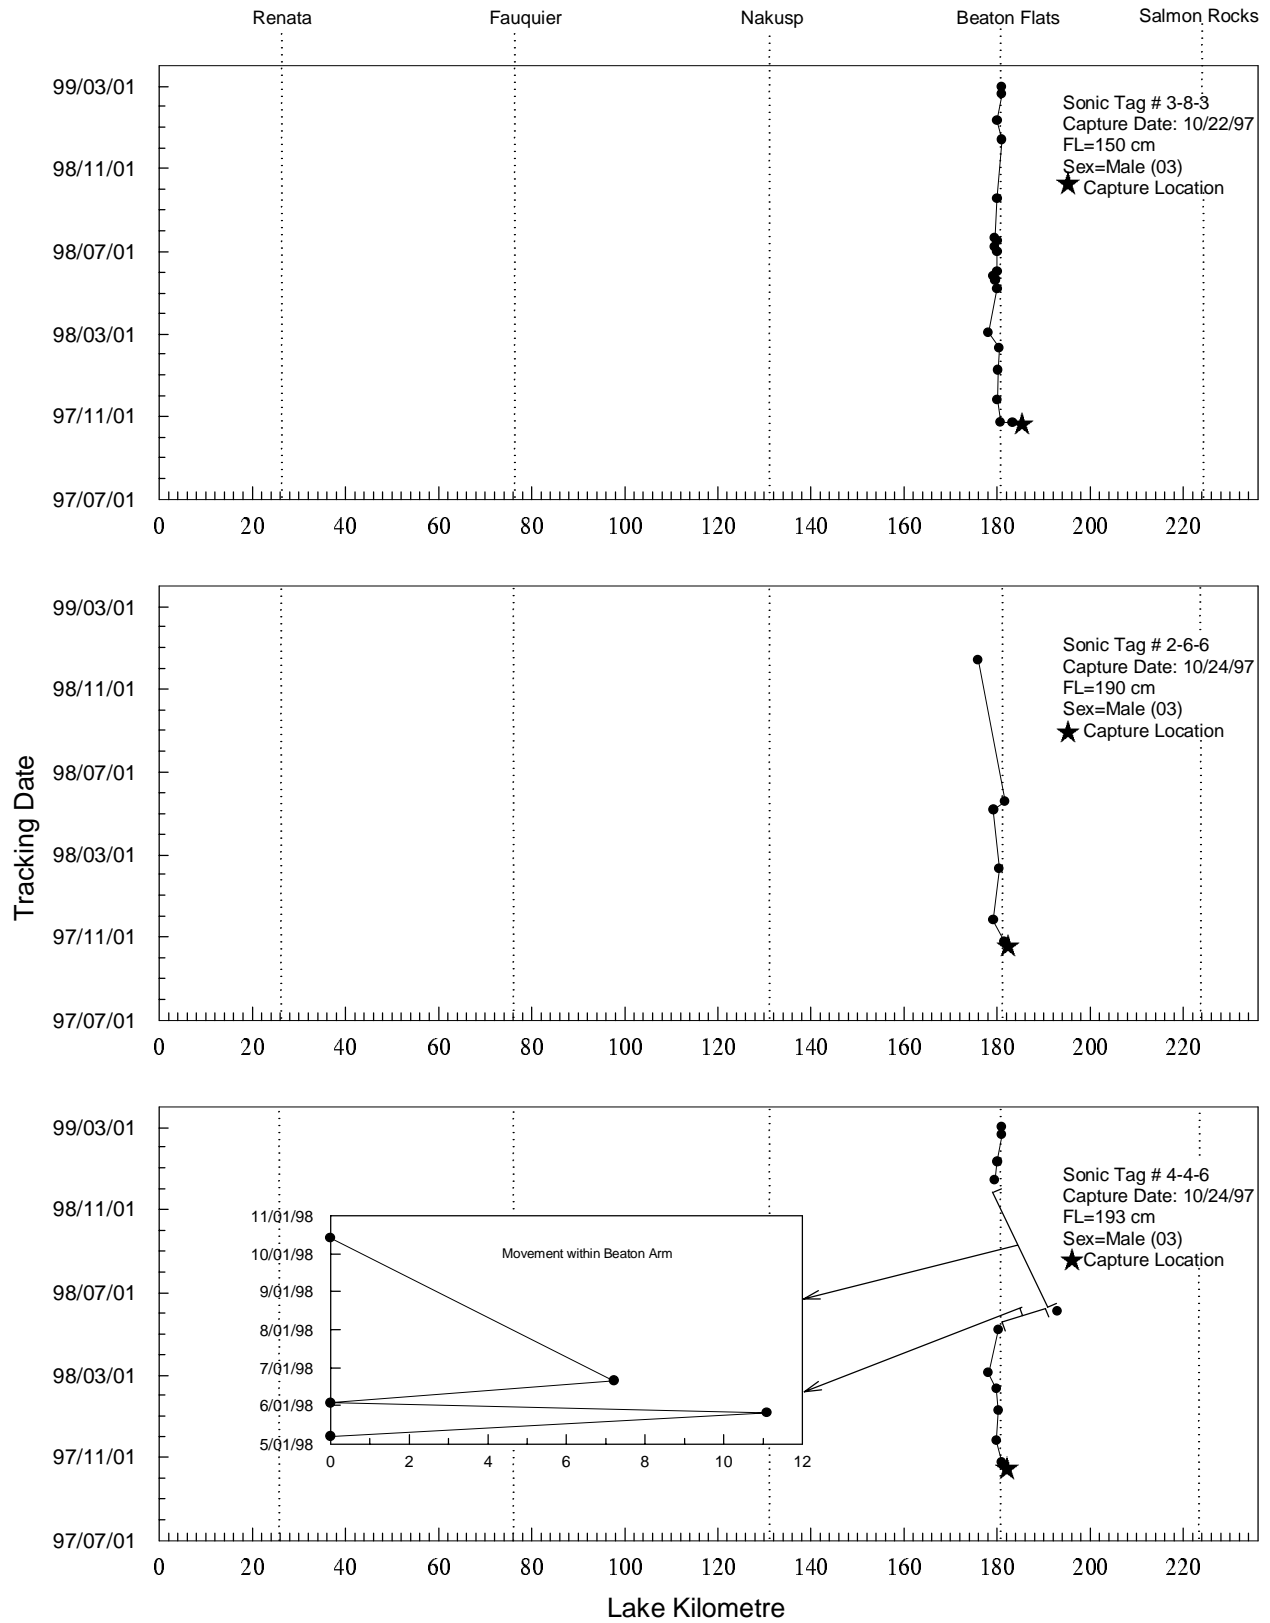 Renata Fauquier Nakusp Beaton Flats Salmon Rocks
99/03/01
98/11/01
98/07/01
98/03/01
97/11/01
97/07/01
Sonic Tag # 3-8-3
Capture Date: 10/22/97
FL=150 cm
Sex=Male (03)
Capture Location
0 20 40 60 80 100 120 140 160 180 200 220
Tracking Date
99/03/01
98/11/01
98/07/01
98/03/01
97/11/01
97/07/01
Sonic Tag # 2-6-6
Capture Date: 10/24/97
FL=190 cm
Sex=Male (03)
Capture Location
0 20 40 60 80 100 120 140 160 180 200 220
99/03/01
98/11/01
98/07/01
98/03/01
97/11/01
97/07/01
Sonic Tag # 4-4-6
Capture Date: 10/24/97
FL=193 cm
Sex=Male (03)
Capture Location
11/01/98
10/01/98
9/01/98
8/01/98
7/01/98
6/01/98
5/01/98
Movement within Beaton Arm
0 2 4 6 8 10 12
0 20 40 60 80 100 120 140 160 180 200 220
Lake Kilometre